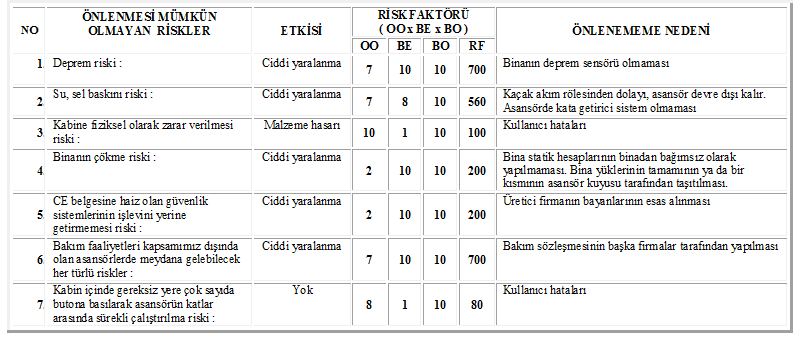 NO
ÖNLENMESİ MÜMKÜN
OLMAYAN RİSKLER
ETKİSİ
RİSK FAKTÖRÜ
( OO x BE x BO )
ÖNLENEMEME NEDENİ
OO BE BO RF
1. Deprem riski : Ciddi yaralanma 7 10 10 700 Binanın deprem sensörü olmaması
2. Su, sel baskını riski : Ciddi yaralanma 7 8 10 560 Kaçak akım rölesinden dolayı, asansör devre dışı kalır.
Asansörde kata getirici sistem olmaması
3. Kabine fiziksel olarak zarar verilmesi Malzeme hasarı 10 1 10 100 Kullanıcı hataları
riski :
4. Binanın çökme riski : Ciddi yaralanma 2 10 10 200 Bina statik hesaplarının binadan bağımsız olarak
yapılmaması. Bina yüklerinin tamamının ya da bir
kısmının asansör kuyusu tarafından taşıtılması.
5. CE belgesine haiz olan güvenlik Ciddi yaralanma 2 10 10 200 Üretici firmanın bayanlarının esas alınması
sistemlerinin işlevini yerine
getirmemesi riski :
6. Bakım faaliyetleri kapsamımız dışında Ciddi yaralanma 7 10 10 700 Bakım sözleşmesinin başka firmalar tarafından yapılması
olan asansörlerde meydana gelebilecek
her türlü riskler :
7. Kabin içinde gereksiz yere çok sayıda Yok 8 1 10 80 Kullanıcı hataları
butona basılarak asansörün katlar
arasında sürekli çalıştırılma riski :